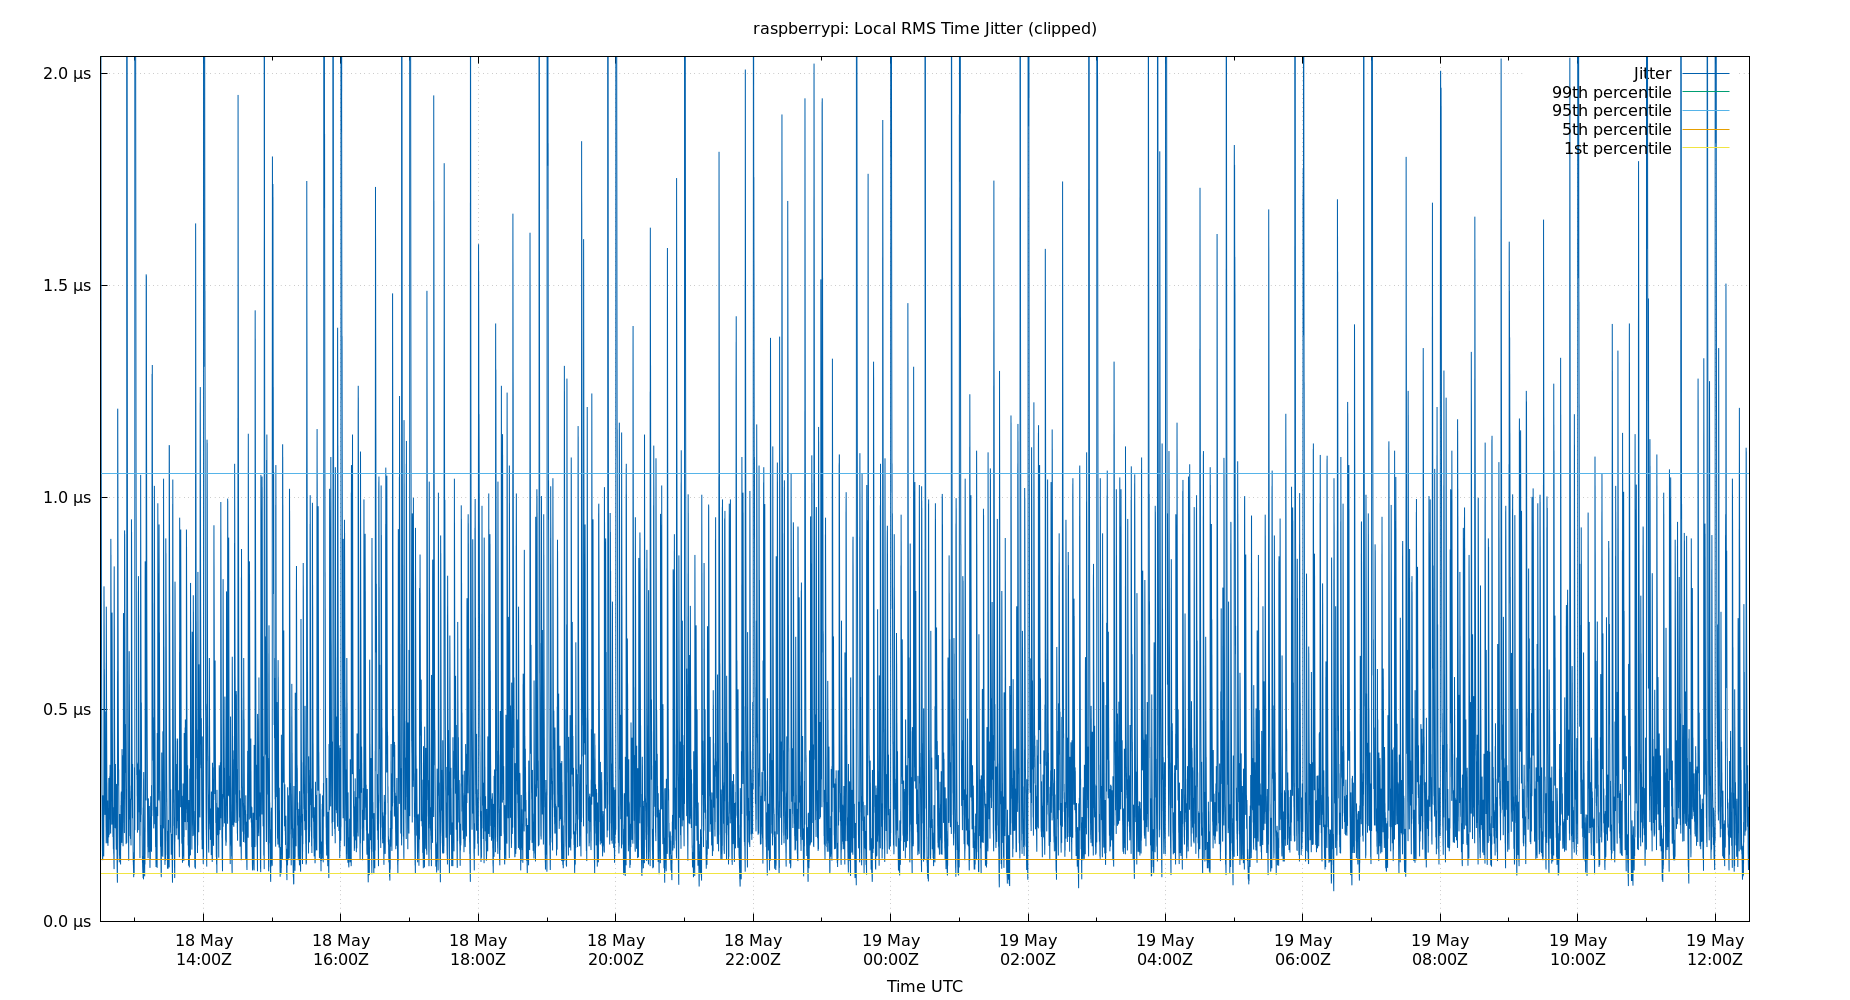 raspberrypi: Local RMS Time Jitter (clipped)
2.0 µs
1.5 µs
1.0 µs
0.5 µs
0.0 µs
Jitter
99th percentile
95th percentile
5th percentile
1st percentile
18 May 18 May 18 May 18 May 18 May 19 May 19 May 19 May 19 May 19 May 19 May 19 May
14:00Z 16:00Z 18:00Z 20:00Z 22:00Z 00:00Z 02:00Z 04:00Z 06:00Z 08:00Z 10:00Z 12:00Z
Time UTC